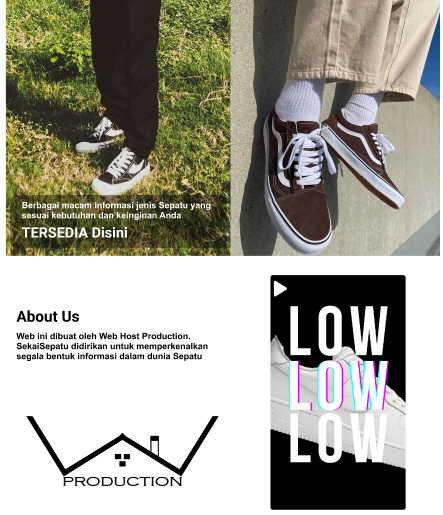 Berbagai macam informasi jenis Sepatu yang
sesuai kebutuhan dan keinginan Anda
TERSEDIA Disini
About Us
Web ini dibuat oleh Web Host Production.
SekaiSepatu didirikan untuk memperkenalkan
segala bentuk informasi dalam dunia Sepatu
PRODUCTION
LOW
LOW
LOW